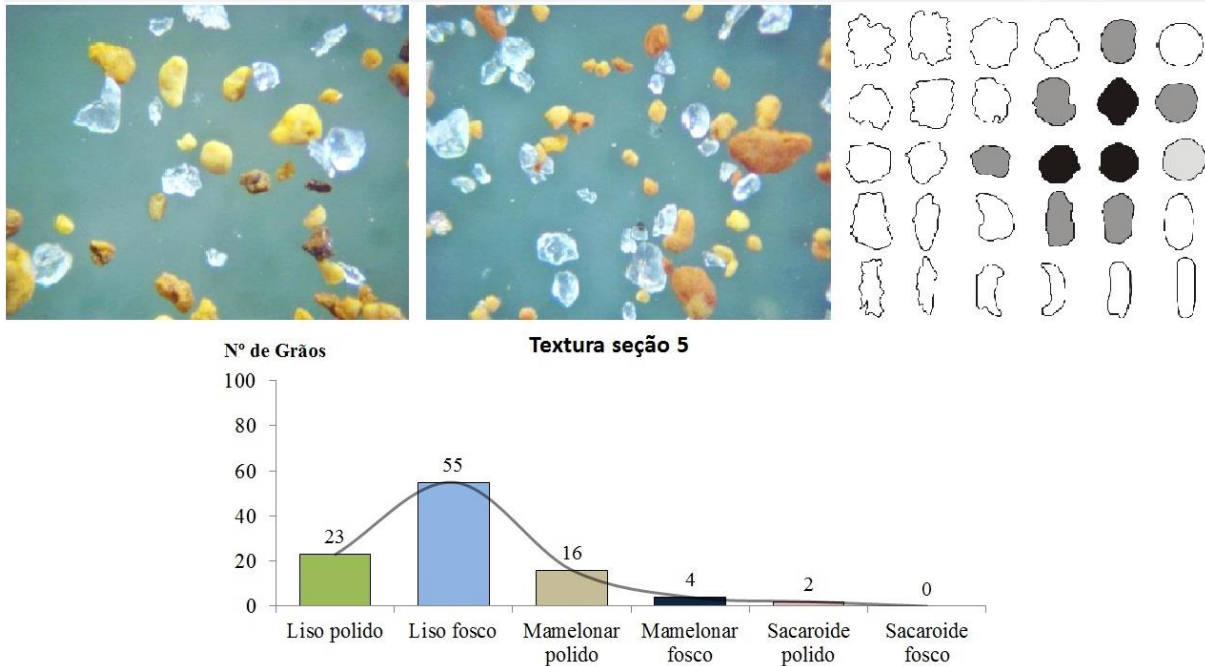 Nº de Grãos
Textura seção 5
100
80
60
40
20
0
23
55
16
4
2
0
Liso polido
Liso fosco
Mamelonar polido
Mamelonar fosco
Sacaroide polido
Sacaroide fosco